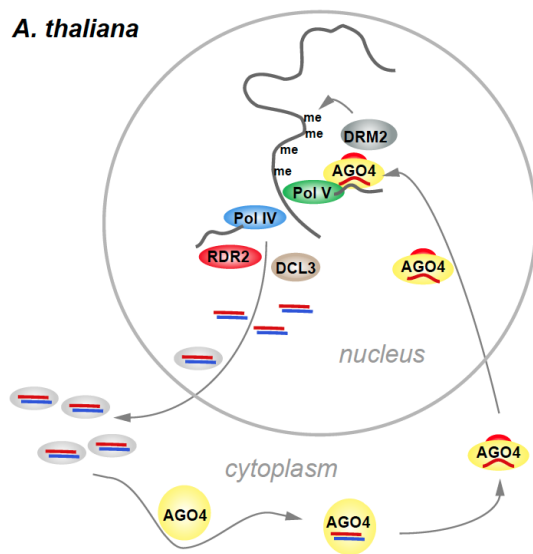 A. thaliana
me
me
DRM2
me
AGO4
me
Pol V
Pol IV
RDR2
DCL3
AGO4
nucleus
cytoplasm
AGO4
AGO4
AGO4